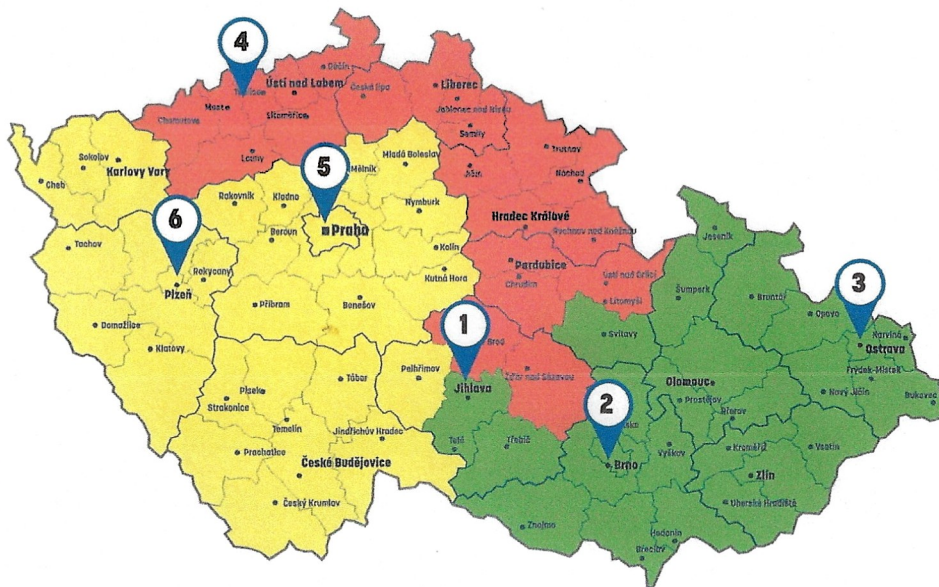 4
Děčín
Ústí nad Labem
Liberec
Česká Lípa
Most
Jablonec nad Nisou
Chomutov
Litoměřice
Semily
Trutnov
Louny
Mladá Boleslav
5
Sokolov
Karlovy Vary
Mělník
Jičín
Náchod
Cheb
Rakovník
Kladno
Nymburk
6
Hradec Králové
Praha
Rychnov nad Kněžnou
Jeseník
Beroun
Tachov
Kolín
Pardubice
Rokycany
Kutná Hora
Chrudim
Ústí nad Orlicí
3
Plzeň
Šumperk
Bruntál
Příbram
Benešov
Litomyšl
Opava
1
Domažlice
Svitavy
Karviná
Klatovy
Brod
Ostrava
Pelhřimov
Žďár nad Sázavou
Frýdek-Místek
Tábor
Jihlava
Olomouc
Písek
2
Nový Jičín
Strakonice
Prostějov
Bukovec
Temelín
Přerov
Jindřichův Hradec
Třebíč
Telč
Vyškov
Kroměříž
Vsetín
Prachatice
České Budějovice
Brno
Zlín
Český Krumlov
Uherské Hradiště
Znojmo
Hodonín
Břeclav